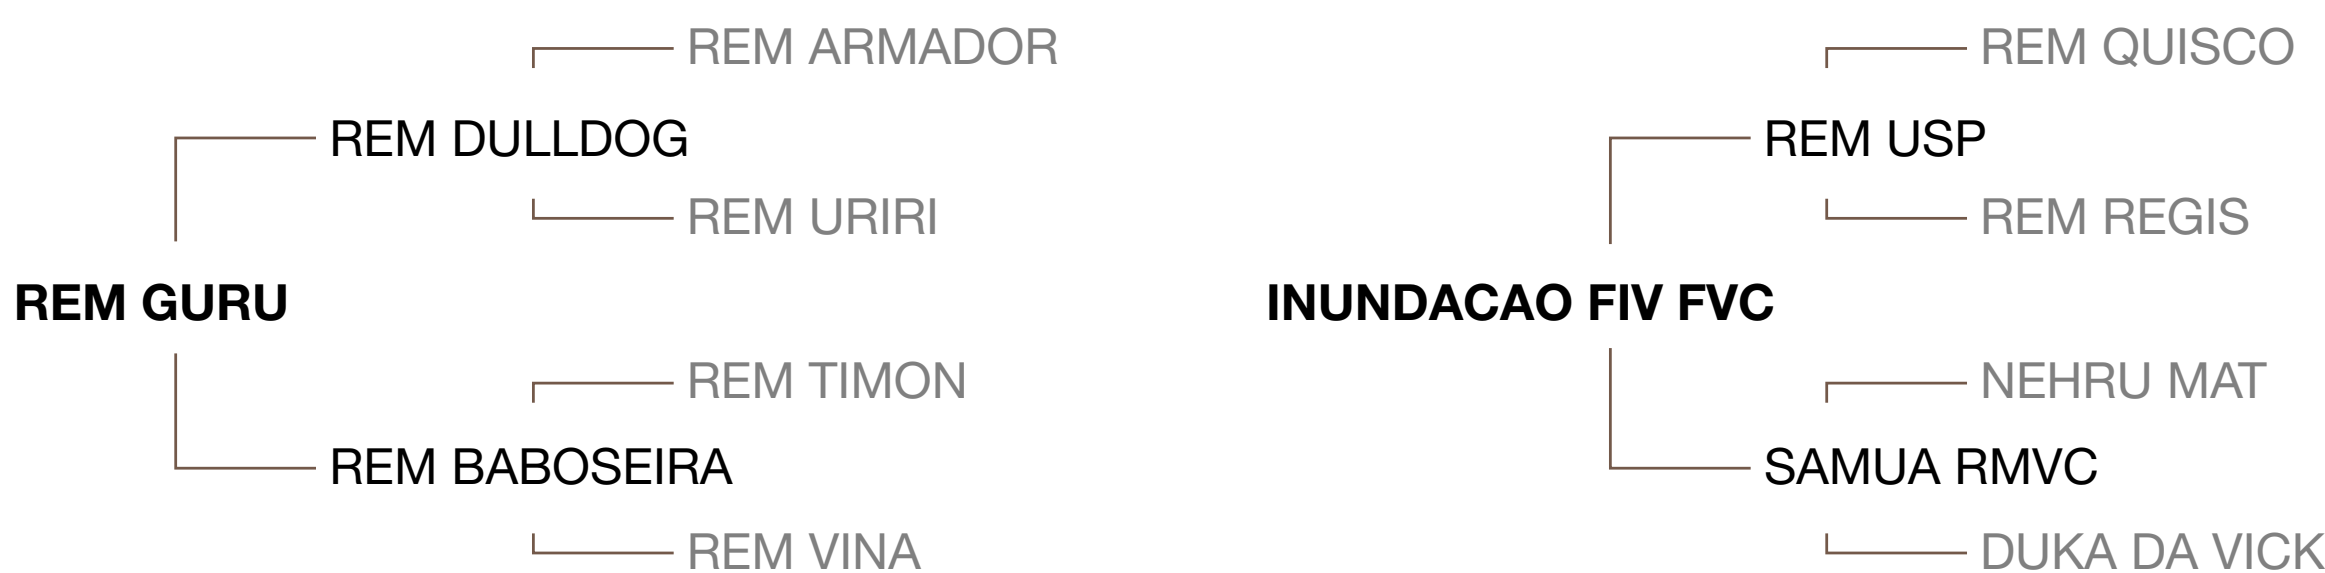 REM ARMADOR
REM DULLDOG
REM URIRI
REM GURU
REM TIMON
REM BABOSEIRA
REM VINA
REM QUISCO
REM USP
REM REGIS
INUNDACAO FIV FVC
NEHRU MAT
SAMUA RMVC
DUKA DA VICK